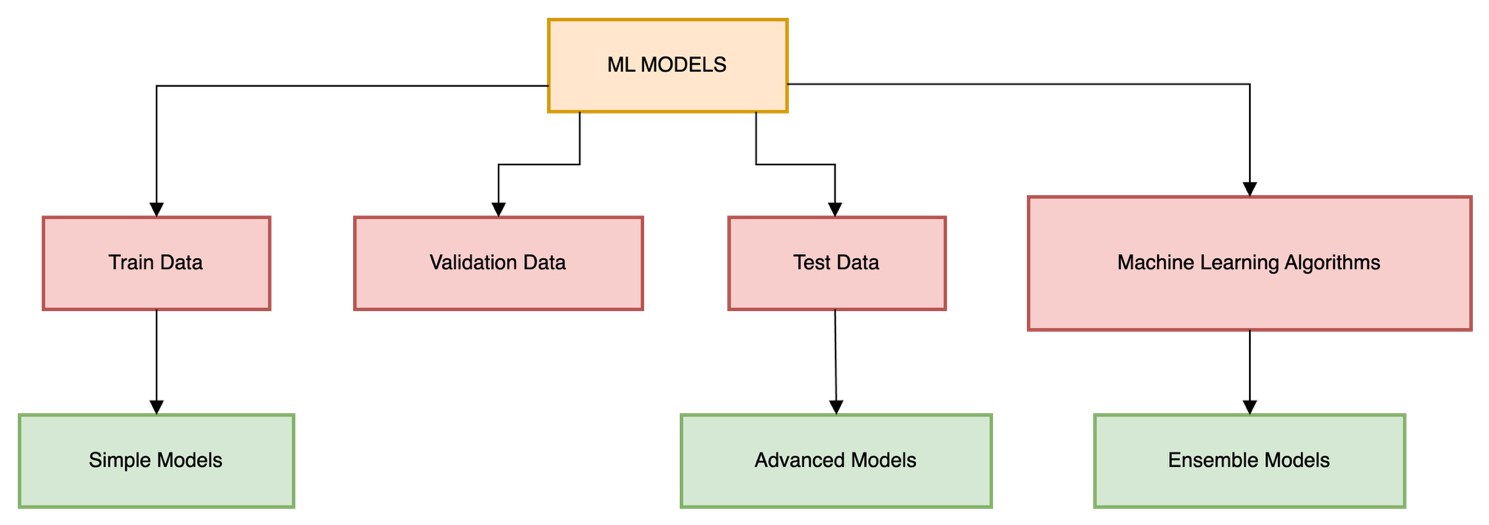 ML MODELS
Train Data
Validation Data
Test Data
Machine Learning Algorithms
Simple Models
Advanced Models
Ensemble Models